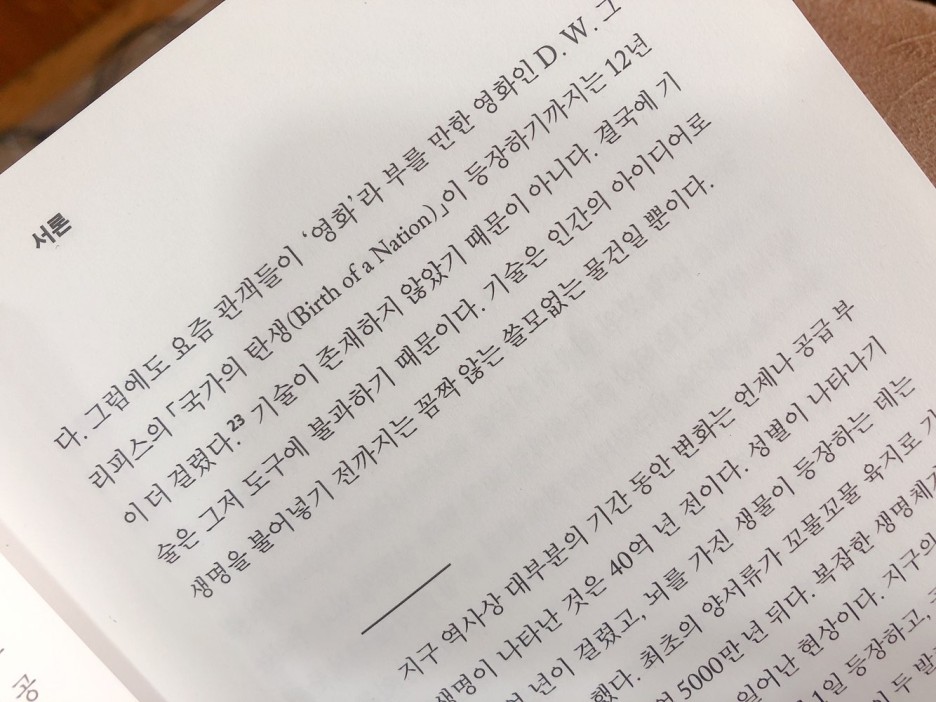 서론
다. 그럼에도 요즘 관객들이 ‘영화’라 부를 만한 영화인 D. W. 그
리피스의 「국가의 탄생(Birth of a Nation)」이 등장하기까지는 12년
이 더 걸렸다.23 기술이 존재하지 않았기 때문이 아니다. 결국에 기
술은 그저 도구에 불과하기 때문이다. 기술은 인간의 아이디어로
생명을 불어넣기 전까지는 꼼짝 않는 쓸모없는 물건일 뿐이다.
지구 역사상 대부분의 기간 동안 변화는 언제나 공급 부
생명이 나타난 것은 40억 년 전이다. 성별이 나타나기
년이 걸렸고, 뇌를 가진 생물이 등장하는 데는
했다. 최초의 양서류가 꼬물꼬물 육지로 기
5000만 년 뒤다. 복잡한 생명체가
일어난 현상이다. 지구의
1일 등장하고,
두 발
공